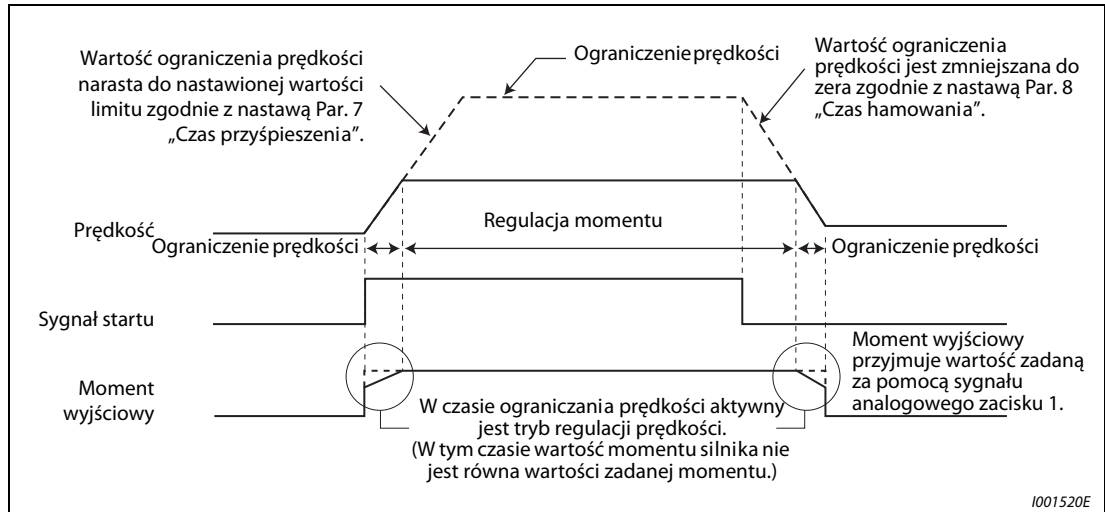 Wartość ograniczenia prędkości
narasta do nastawionej wartości
limitu zgodnie z nastawą Par. 7
„Czas przyśpieszenia”.
Ograniczenie prędkości
Wartość ograniczenia
prędkości jest zmniejszana do
zera zgodnie z nastawą Par. 8
„Czas hamowania”.
Prędkość
Ograniczenie prędkości
Regulacja momentu
Ograniczenie prędkości
Sygnał startu
Moment
wyjściowy
Moment wyjściowy
przyjmuje wartość zadaną
za pomocą sygnału
analogowego zacisku 1.
W czasie ograniczania prędkości aktywny
jest tryb regulacji prędkości.
(W tym czasie wartość momentu silnika nie
jest równa wartości zadanej momentu.)
I001520E